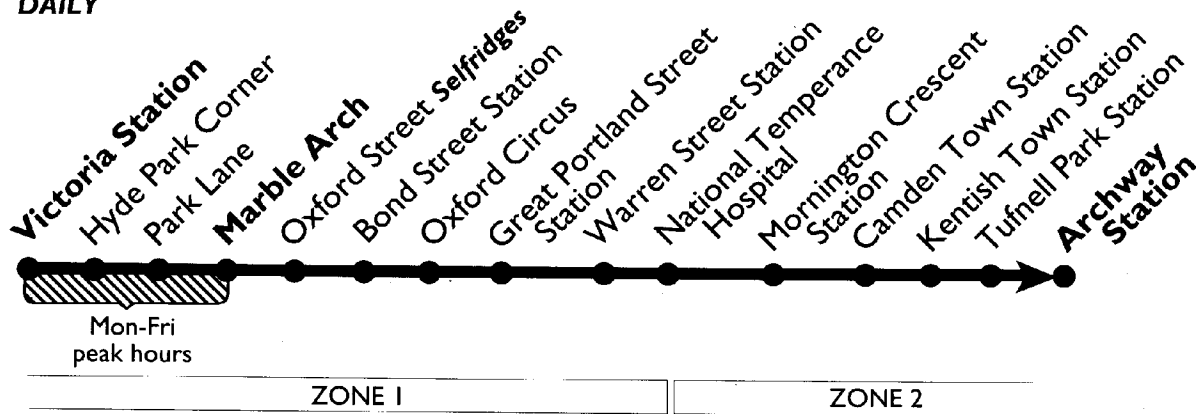 DAILY
Victoria Station
Hyde Park Corner
Park Lane
Marble Arch
Oxford Street Selfridges
Bond Street Station
Oxford Circus
Great Portland Street
Station
Warren Street Station
National Temperance
Hospital
Mornington Crescent
Station
Camden Town Station
Kentish Town Station
Tufnell Park Station
Archway
Station
Mon-Fri
peak hours
ZONE 1
ZONE 2